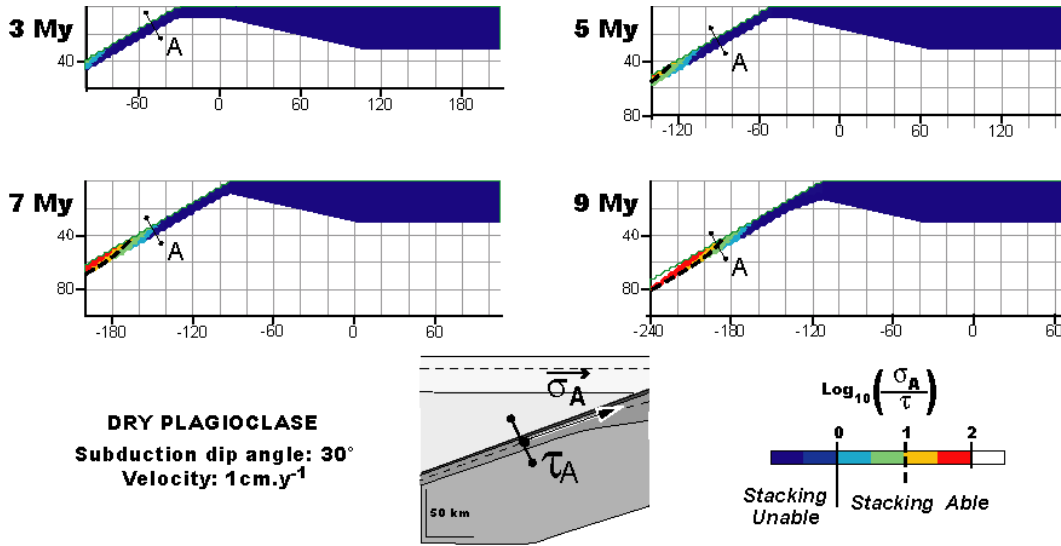 3 My
40
A
-60
0
60
120
180
5 My
40
80
A
-120
-60
0
60
120
7 My
40
80
A
-180
-120
-60
0
60
9 My
40
80
A
-240
-180
-120
-60
0
60
DRY PLAGIOCLASE
Subduction dip angle: 30°
Velocity: 1cm.y-1
σA
τA
50 km
Log10(σA/τ)
0 1 2
Stacking Unable
Stacking Able